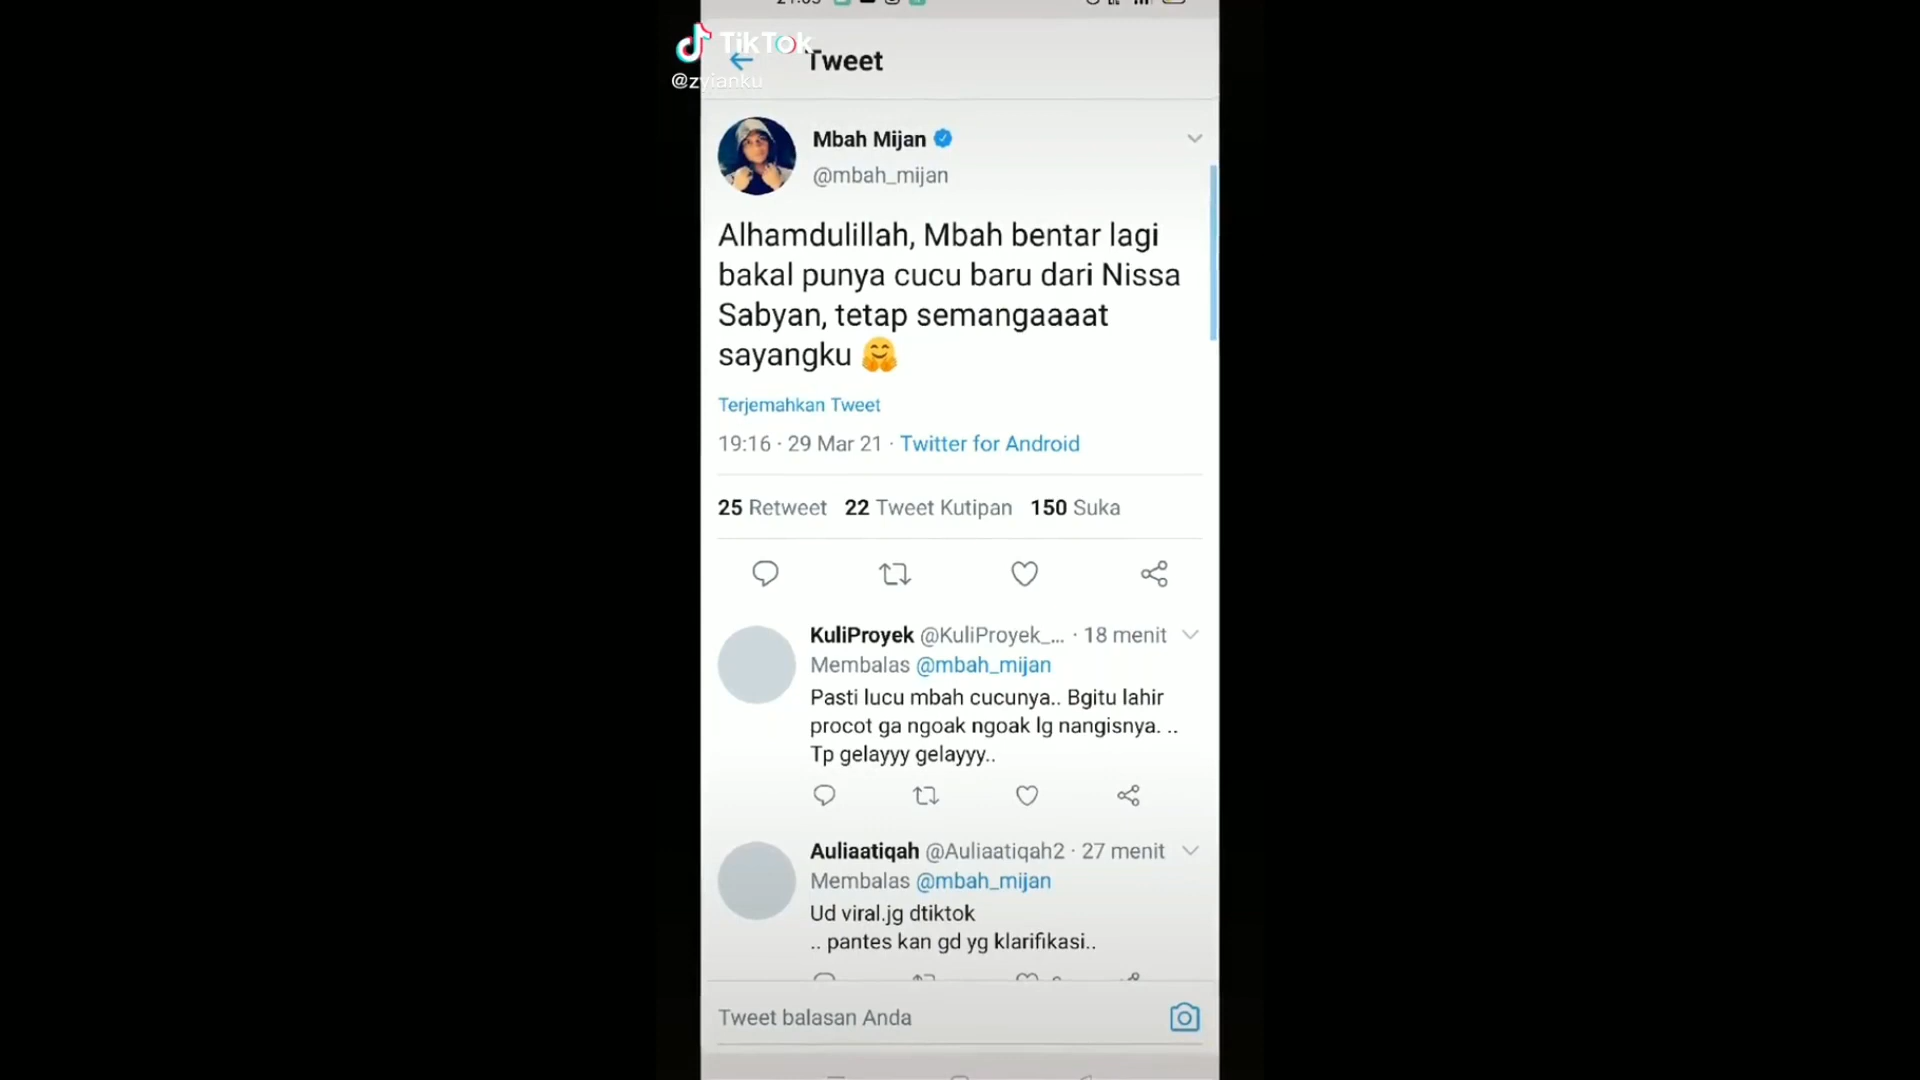 TikTok
@zyianku
Tweet
Mbah Mijan
@mbah_mijan
Alhamdulillah, Mbah bentar lagi
bakal punya cucu baru dari Nissa
Sabyan, tetap semangaaaat
sayangku 🤗
Terjemahkan Tweet
19:16 · 29 Mar 21 · Twitter for Android
25 Retweet 22 Tweet Kutipan 150 Suka
KuliProyek @KuliProyek_... · 18 menit
Membalas @mbah_mijan
Pasti lucu mbah cucunya.. Bgitu lahir
procot ga ngoak ngoak lg nangisnya. ..
Tp gelayyy gelayyy..
Auliaatiqah @Auliaatiqah2 · 27 menit
Membalas @mbah_mijan
Ud viral.jg dtiktok
.. pantes kan gd yg klarifikasi..
Tweet balasan Anda